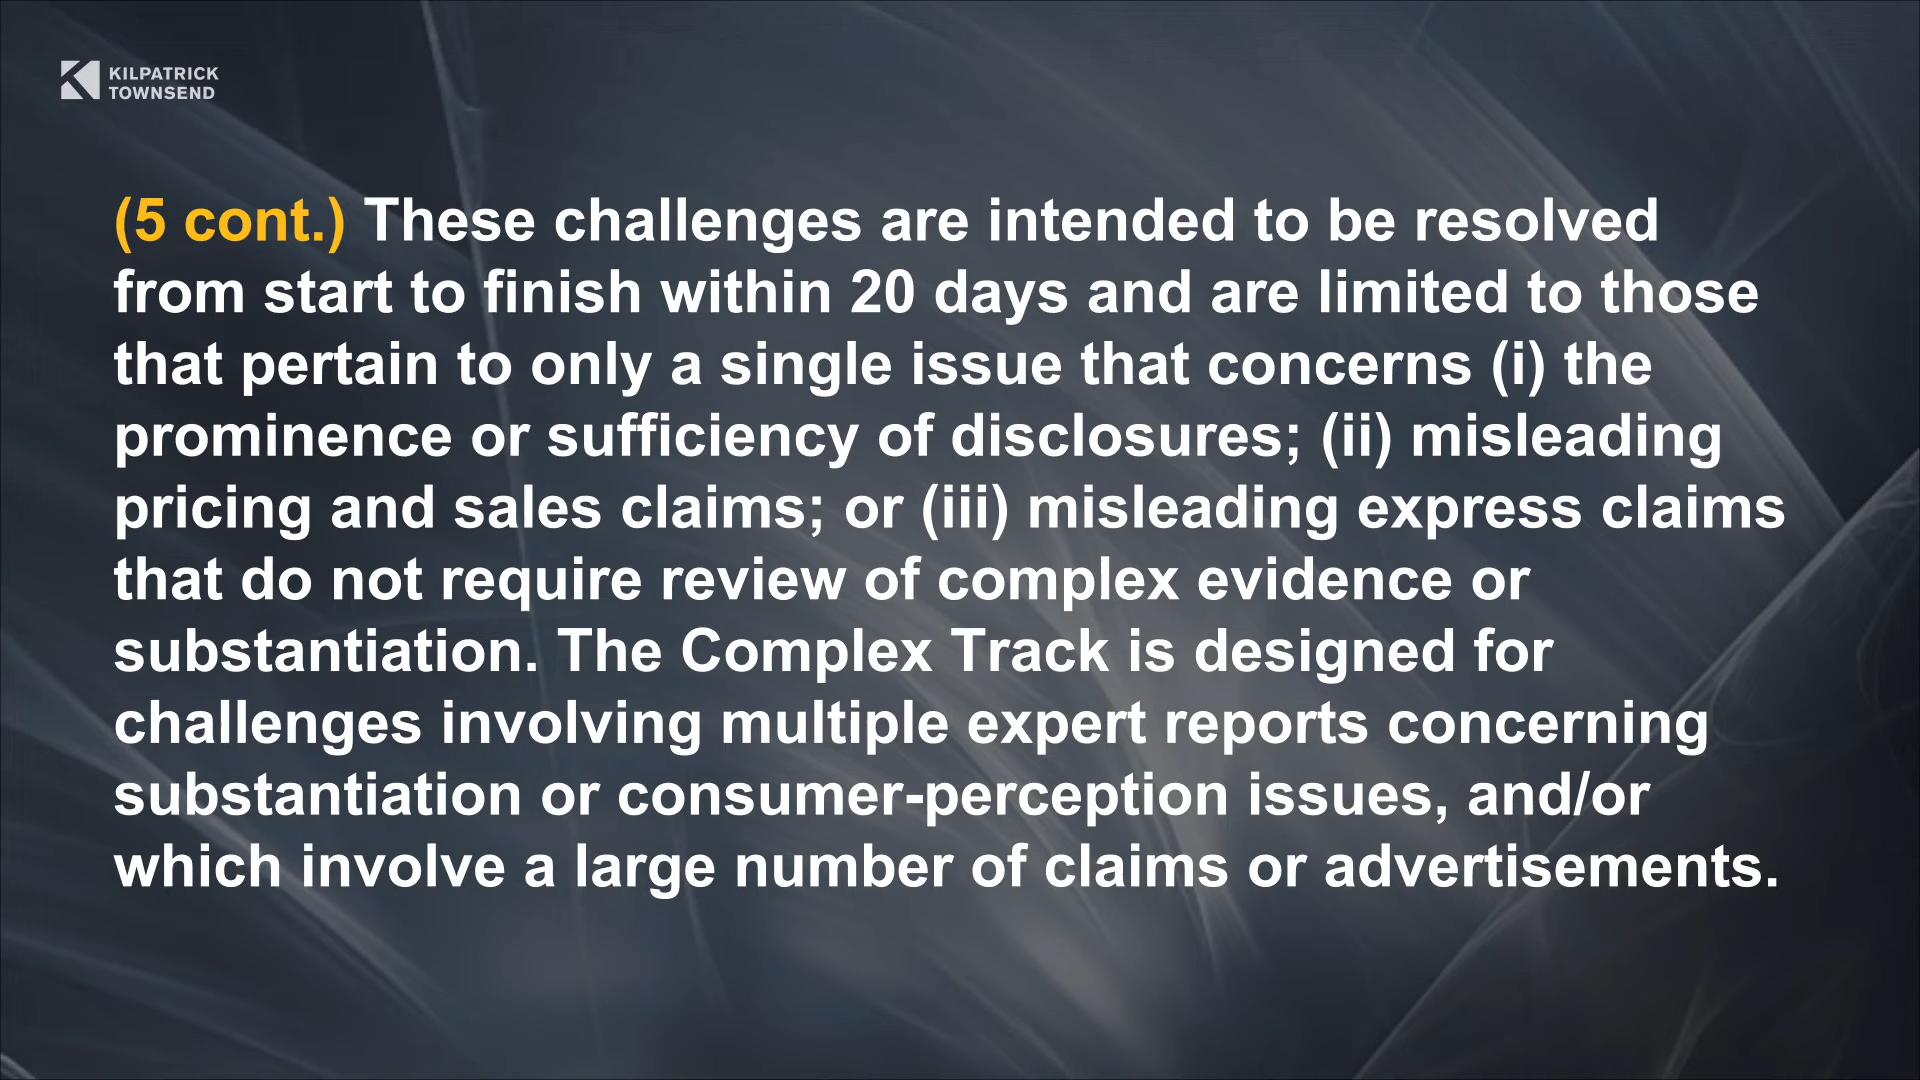 KILPATRICK
TOWNSEND
(5 cont.) These challenges are intended to be resolved
from start to finish within 20 days and are limited to those
that pertain to only a single issue that concerns (i) the
prominence or sufficiency of disclosures; (ii) misleading
pricing and sales claims; or (iii) misleading express claims
that do not require review of complex evidence or
substantiation. The Complex Track is designed for
challenges involving multiple expert reports concerning
substantiation or consumer-perception issues, and/or
which involve a large number of claims or advertisements.